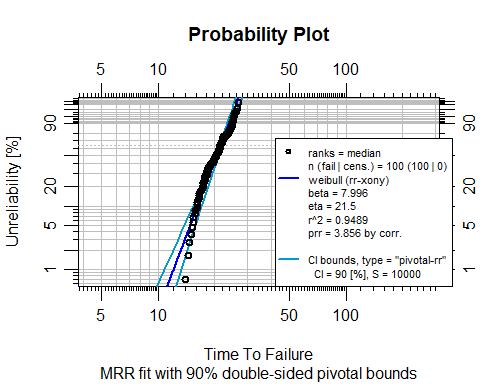 Probability Plot
5 10 50 100
Unreliability [%]
90
20
5
1
90
20
5
1
ranks = median
n (fail | cens.) = 100 (100 | 0)
weibull (rr-xony)
beta = 7.996
eta = 21.5
r^2 = 0.9489
prr = 3.856 by corr.
CI bounds, type = "pivotal-rr"
CI = 90 [%], S = 10000
5 10 50 100
Time To Failure
MRR fit with 90% double-sided pivotal bounds